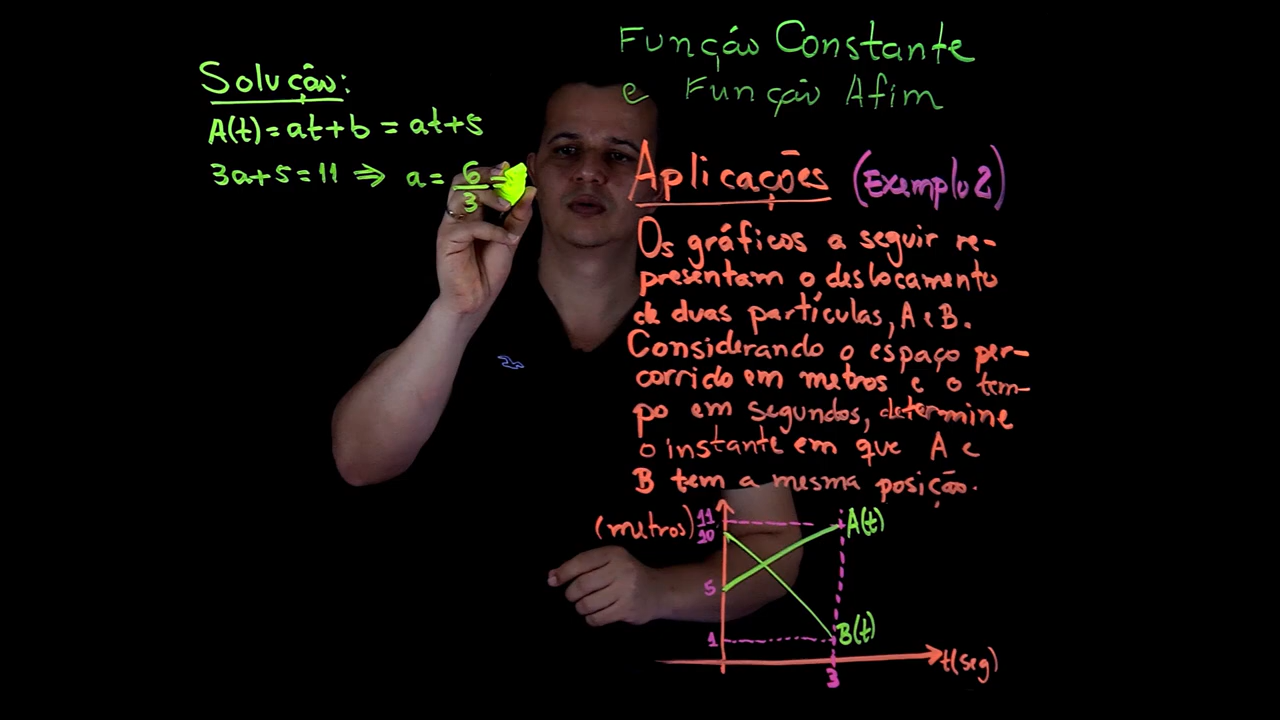 Função Constante
e Função Afim
Solução:
A(t) = at + b = at + 5
3a + 5 = 11 ⇒ a = 6/3 =
Aplicações (Exemplo 2)
Os gráficos a seguir re-
presentam o deslocamento
de duas partículas, A e B.
Considerando o espaço per-
corrido em metros e o tem-
po em segundos, determine
o instante em que A e
B tem a mesma posição.
(metros)
11
10
5
1
A(t)
B(t)
3
t(seg)